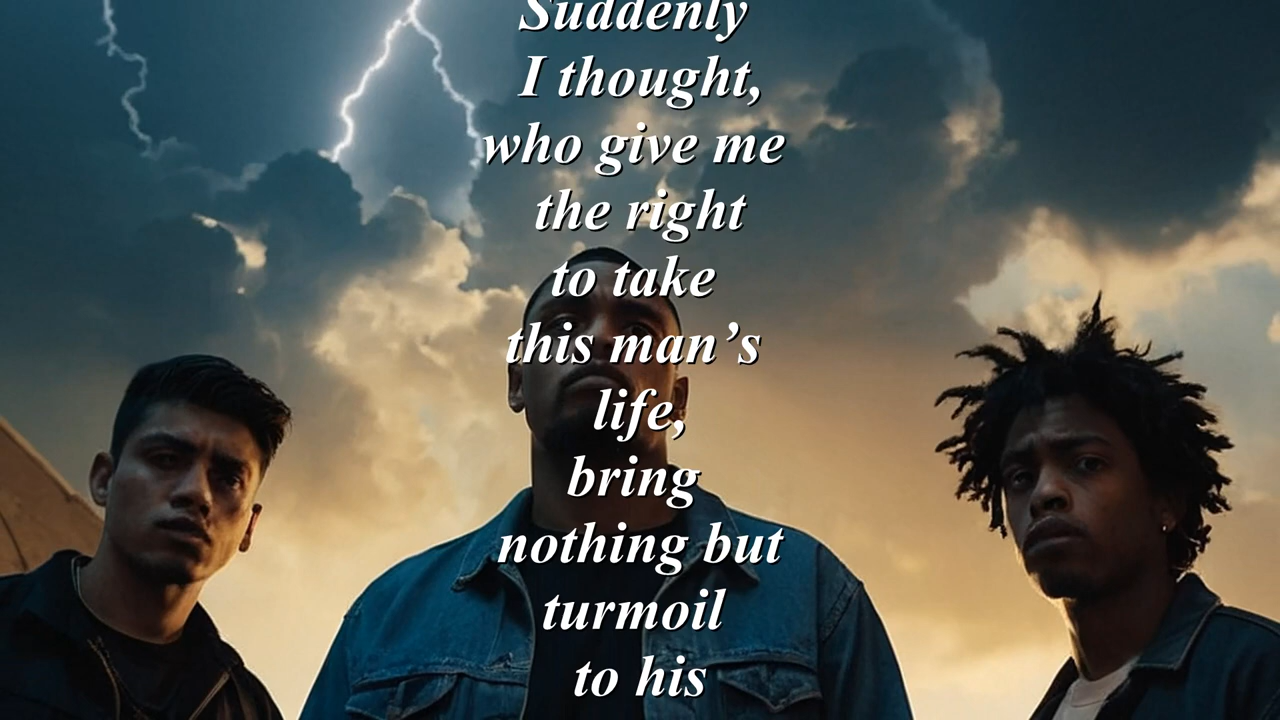 Suddenly
I thought,
who give me
the right
to take
this man’s
life,
bring
nothing but
turmoil
to his